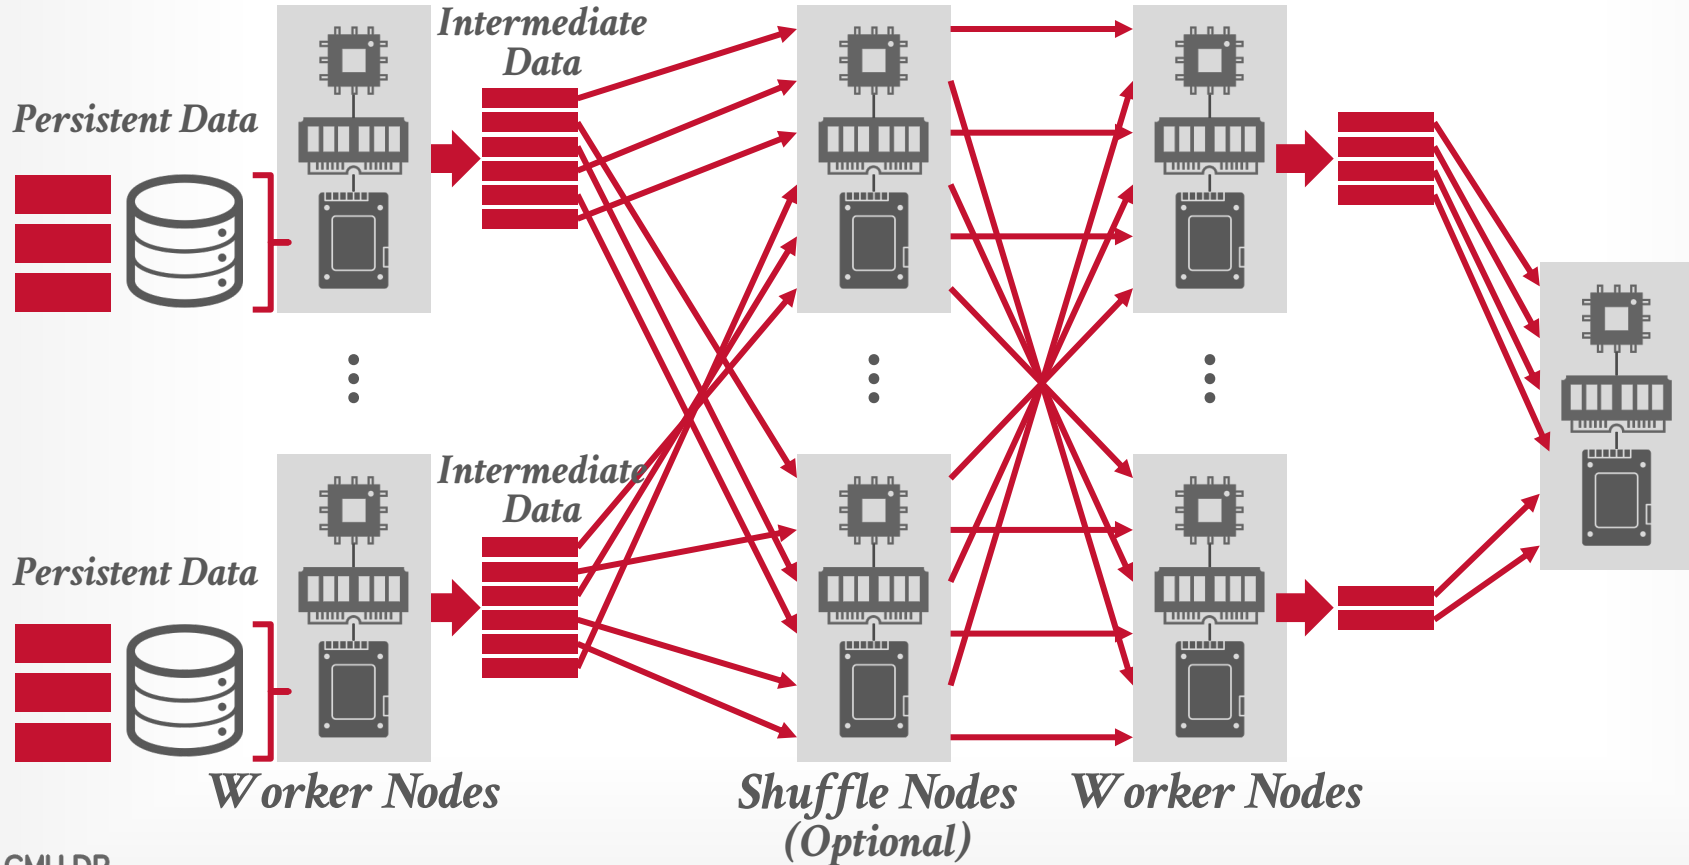 Intermediate
Data
Persistent Data
Intermediate
Data
Persistent Data
Worker Nodes
Shuffle Nodes
(Optional)
Worker Nodes